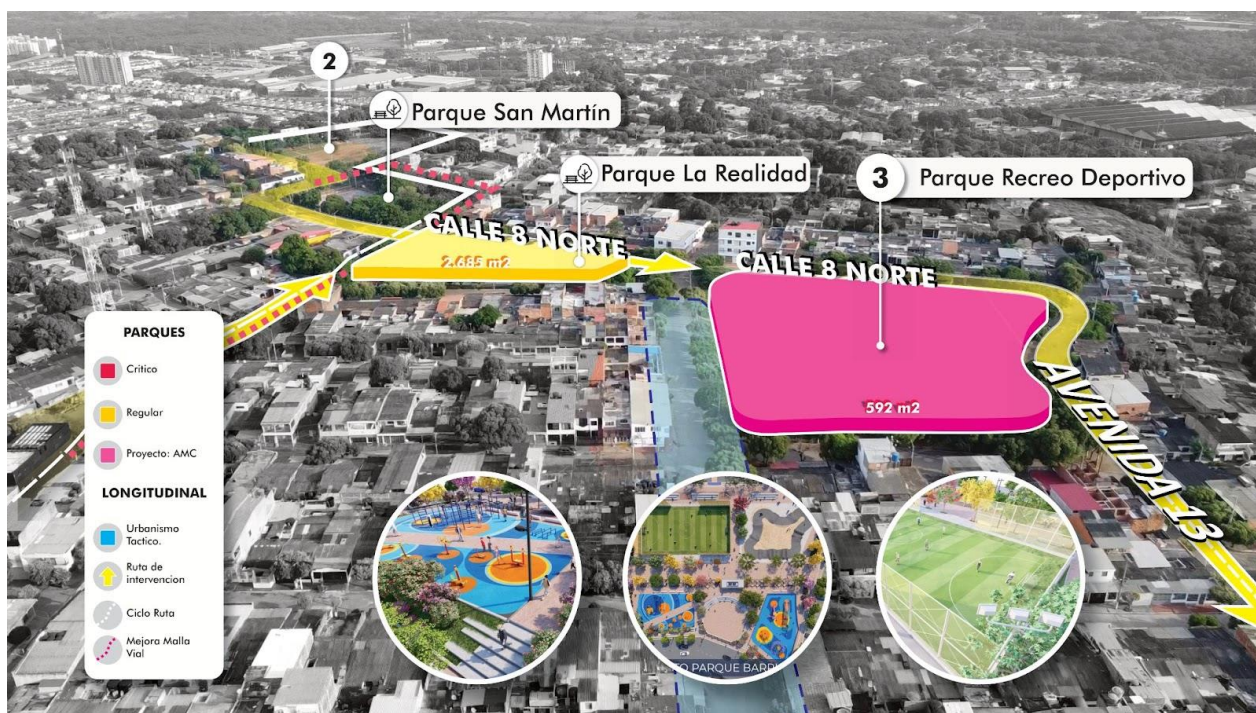 2
Parque San Martín
Parque La Realidad
3
Parque Recreo Deportivo
CALLE 8 NORTE
2.685 m2
CALLE 8 NORTE
592 m2
AVENIDA 13
PARQUES
Critico
Regular
Proyecto: AMC
LONGITUDINAL
Urbanismo
Tactico.
Ruta de
intervencion
Ciclo Ruta
Mejora Malla
Vial
PARQUE